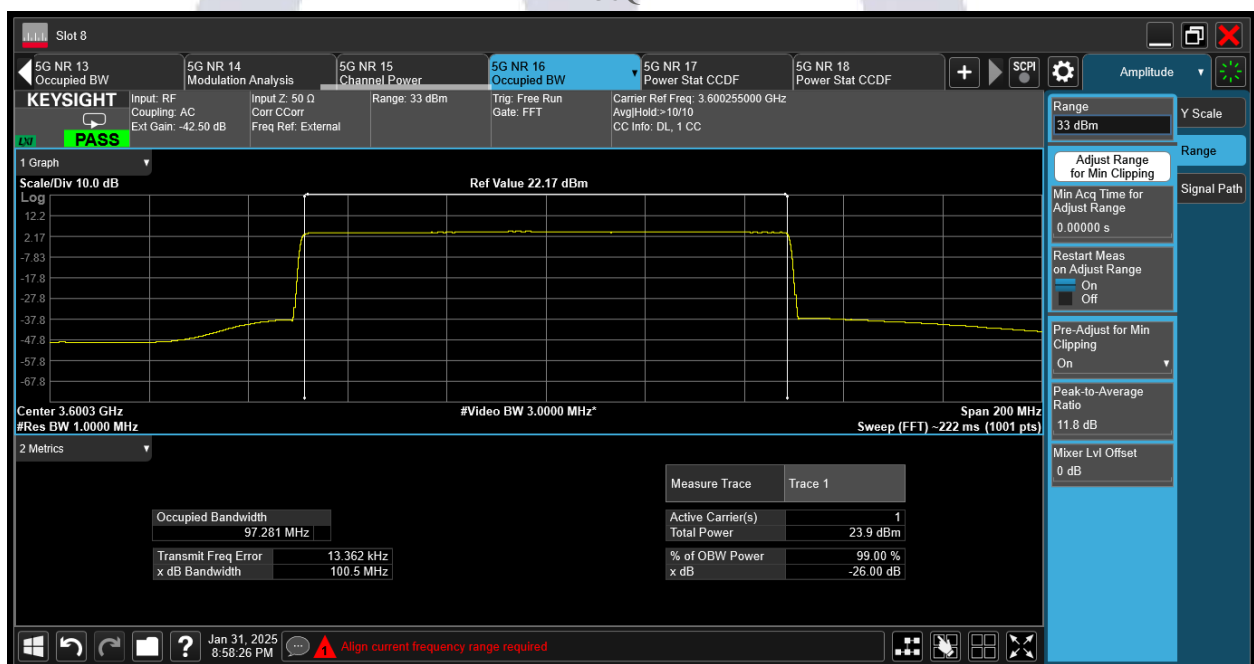 Slot 8
5G NR 13
Occupied BW
5G NR 14
Modulation Analysis
5G NR 15
Channel Power
5G NR 16
Occupied BW
5G NR 17
Power Stat CCDF
5G NR 18
Power Stat CCDF
+
SCPI
Amplitude
KEYSIGHT
LXI
PASS
Input: RF
Coupling: AC
Ext Gain: -42.50 dB
Input Z: 50 Ω
Corr CCorr
Freq Ref: External
Range: 33 dBm
Trig: Free Run
Gate: FFT
Carrier Ref Freq: 3.600255000 GHz
Avg|Hold:>10/10
CC Info: DL, 1 CC
1 Graph
Scale/Div 10.0 dB
Ref Value 22.17 dBm
Log
12.2
2.17
-7.83
-17.8
-27.8
-37.8
-47.8
-57.8
-67.8
Center 3.6003 GHz
#Video BW 3.0000 MHz*
Span 200 MHz
#Res BW 1.0000 MHz
Sweep (FFT) ~222 ms (1001 pts)
2 Metrics
Measure Trace Trace 1
Occupied Bandwidth
97.281 MHz
Active Carrier(s) 1
Total Power 23.9 dBm
Transmit Freq Error 13.362 kHz
x dB Bandwidth 100.5 MHz
% of OBW Power 99.00 %
x dB -26.00 dB
Range
33 dBm
Adjust Range
for Min Clipping
Min Acq Time for
Adjust Range
0.00000 s
Restart Meas
on Adjust Range
On
Off
Pre-Adjust for Min
Clipping
On
Peak-to-Average
Ratio
11.8 dB
Mixer Lvl Offset
0 dB
Y Scale
Range
Signal Path
?
Jan 31, 2025
8:58:26 PM
1
Align current frequency range required